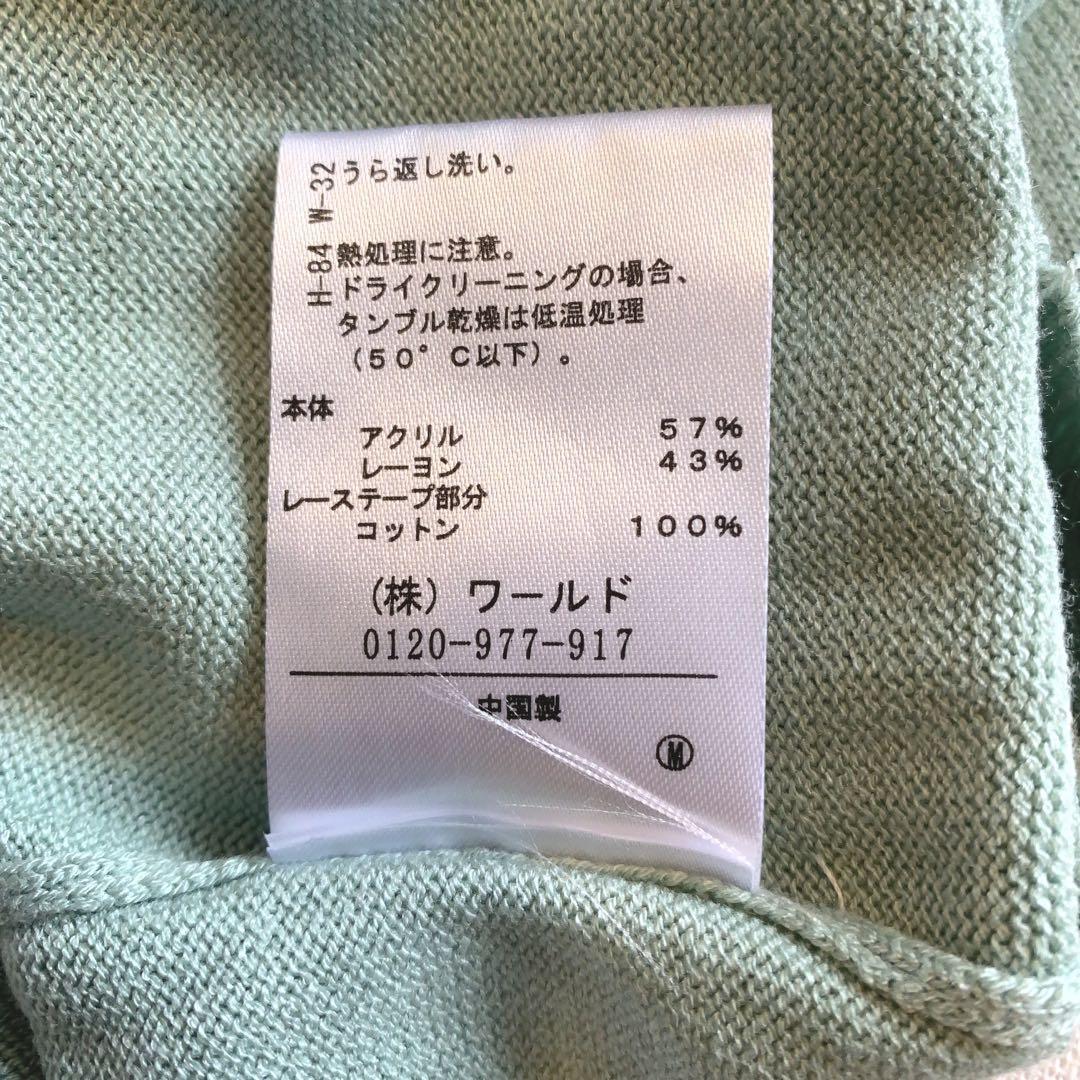 W-32 うら返し洗い。
H-84 熱処理に注意。
ドライクリーニングの場合、
タンブル乾燥は低温処理
（５０°Ｃ以下）。
本体
アクリル ５７％
レーヨン ４３％
レーステープ部分
コットン １００％
（株）ワールド
0120-977-917
中国製
Ⓜ